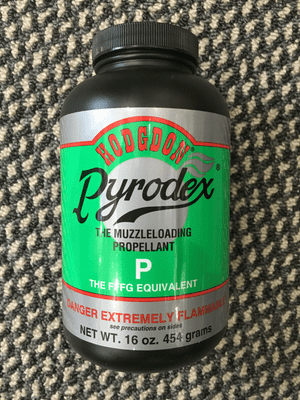 HODGDON®
Pyrodex®
THE MUZZLELOADING
PROPELLANT
P
THE FFFG EQUIVALENT
DANGER EXTREMELY FLAMMABLE
see precautions on sides
NET WT. 16 oz. 454 grams